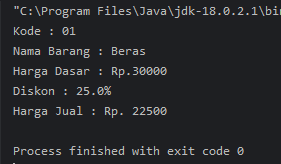 "C:\Program Files\Java\jdk-18.0.2.1\bin
Kode : 01
Nama Barang : Beras
Harga Dasar : Rp.30000
Diskon : 25.0%
Harga Jual : Rp. 22500
Process finished with exit code 0